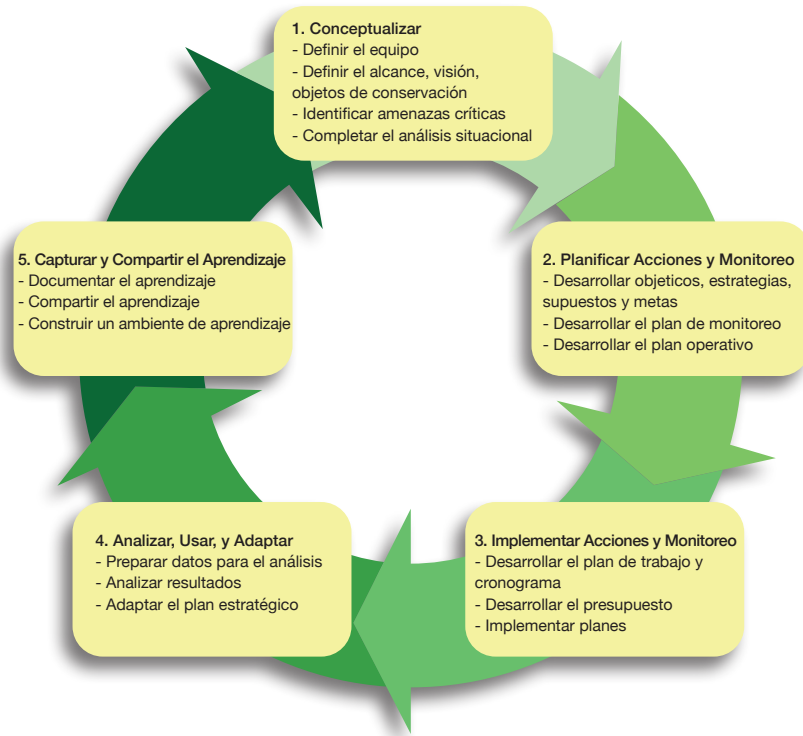 1. Conceptualizar
- Definir el equipo
- Definir el alcance, visión,
objetos de conservación
- Identificar amenazas críticas
- Completar el análisis situacional
2. Planificar Acciones y Monitoreo
- Desarrollar objeticos, estrategias,
supuestos y metas
- Desarrollar el plan de monitoreo
- Desarrollar el plan operativo
3. Implementar Acciones y Monitoreo
- Desarrollar el plan de trabajo y
cronograma
- Desarrollar el presupuesto
- Implementar planes
4. Analizar, Usar, y Adaptar
- Preparar datos para el análisis
- Analizar resultados
- Adaptar el plan estratégico
5. Capturar y Compartir el Aprendizaje
- Documentar el aprendizaje
- Compartir el aprendizaje
- Construir un ambiente de aprendizaje